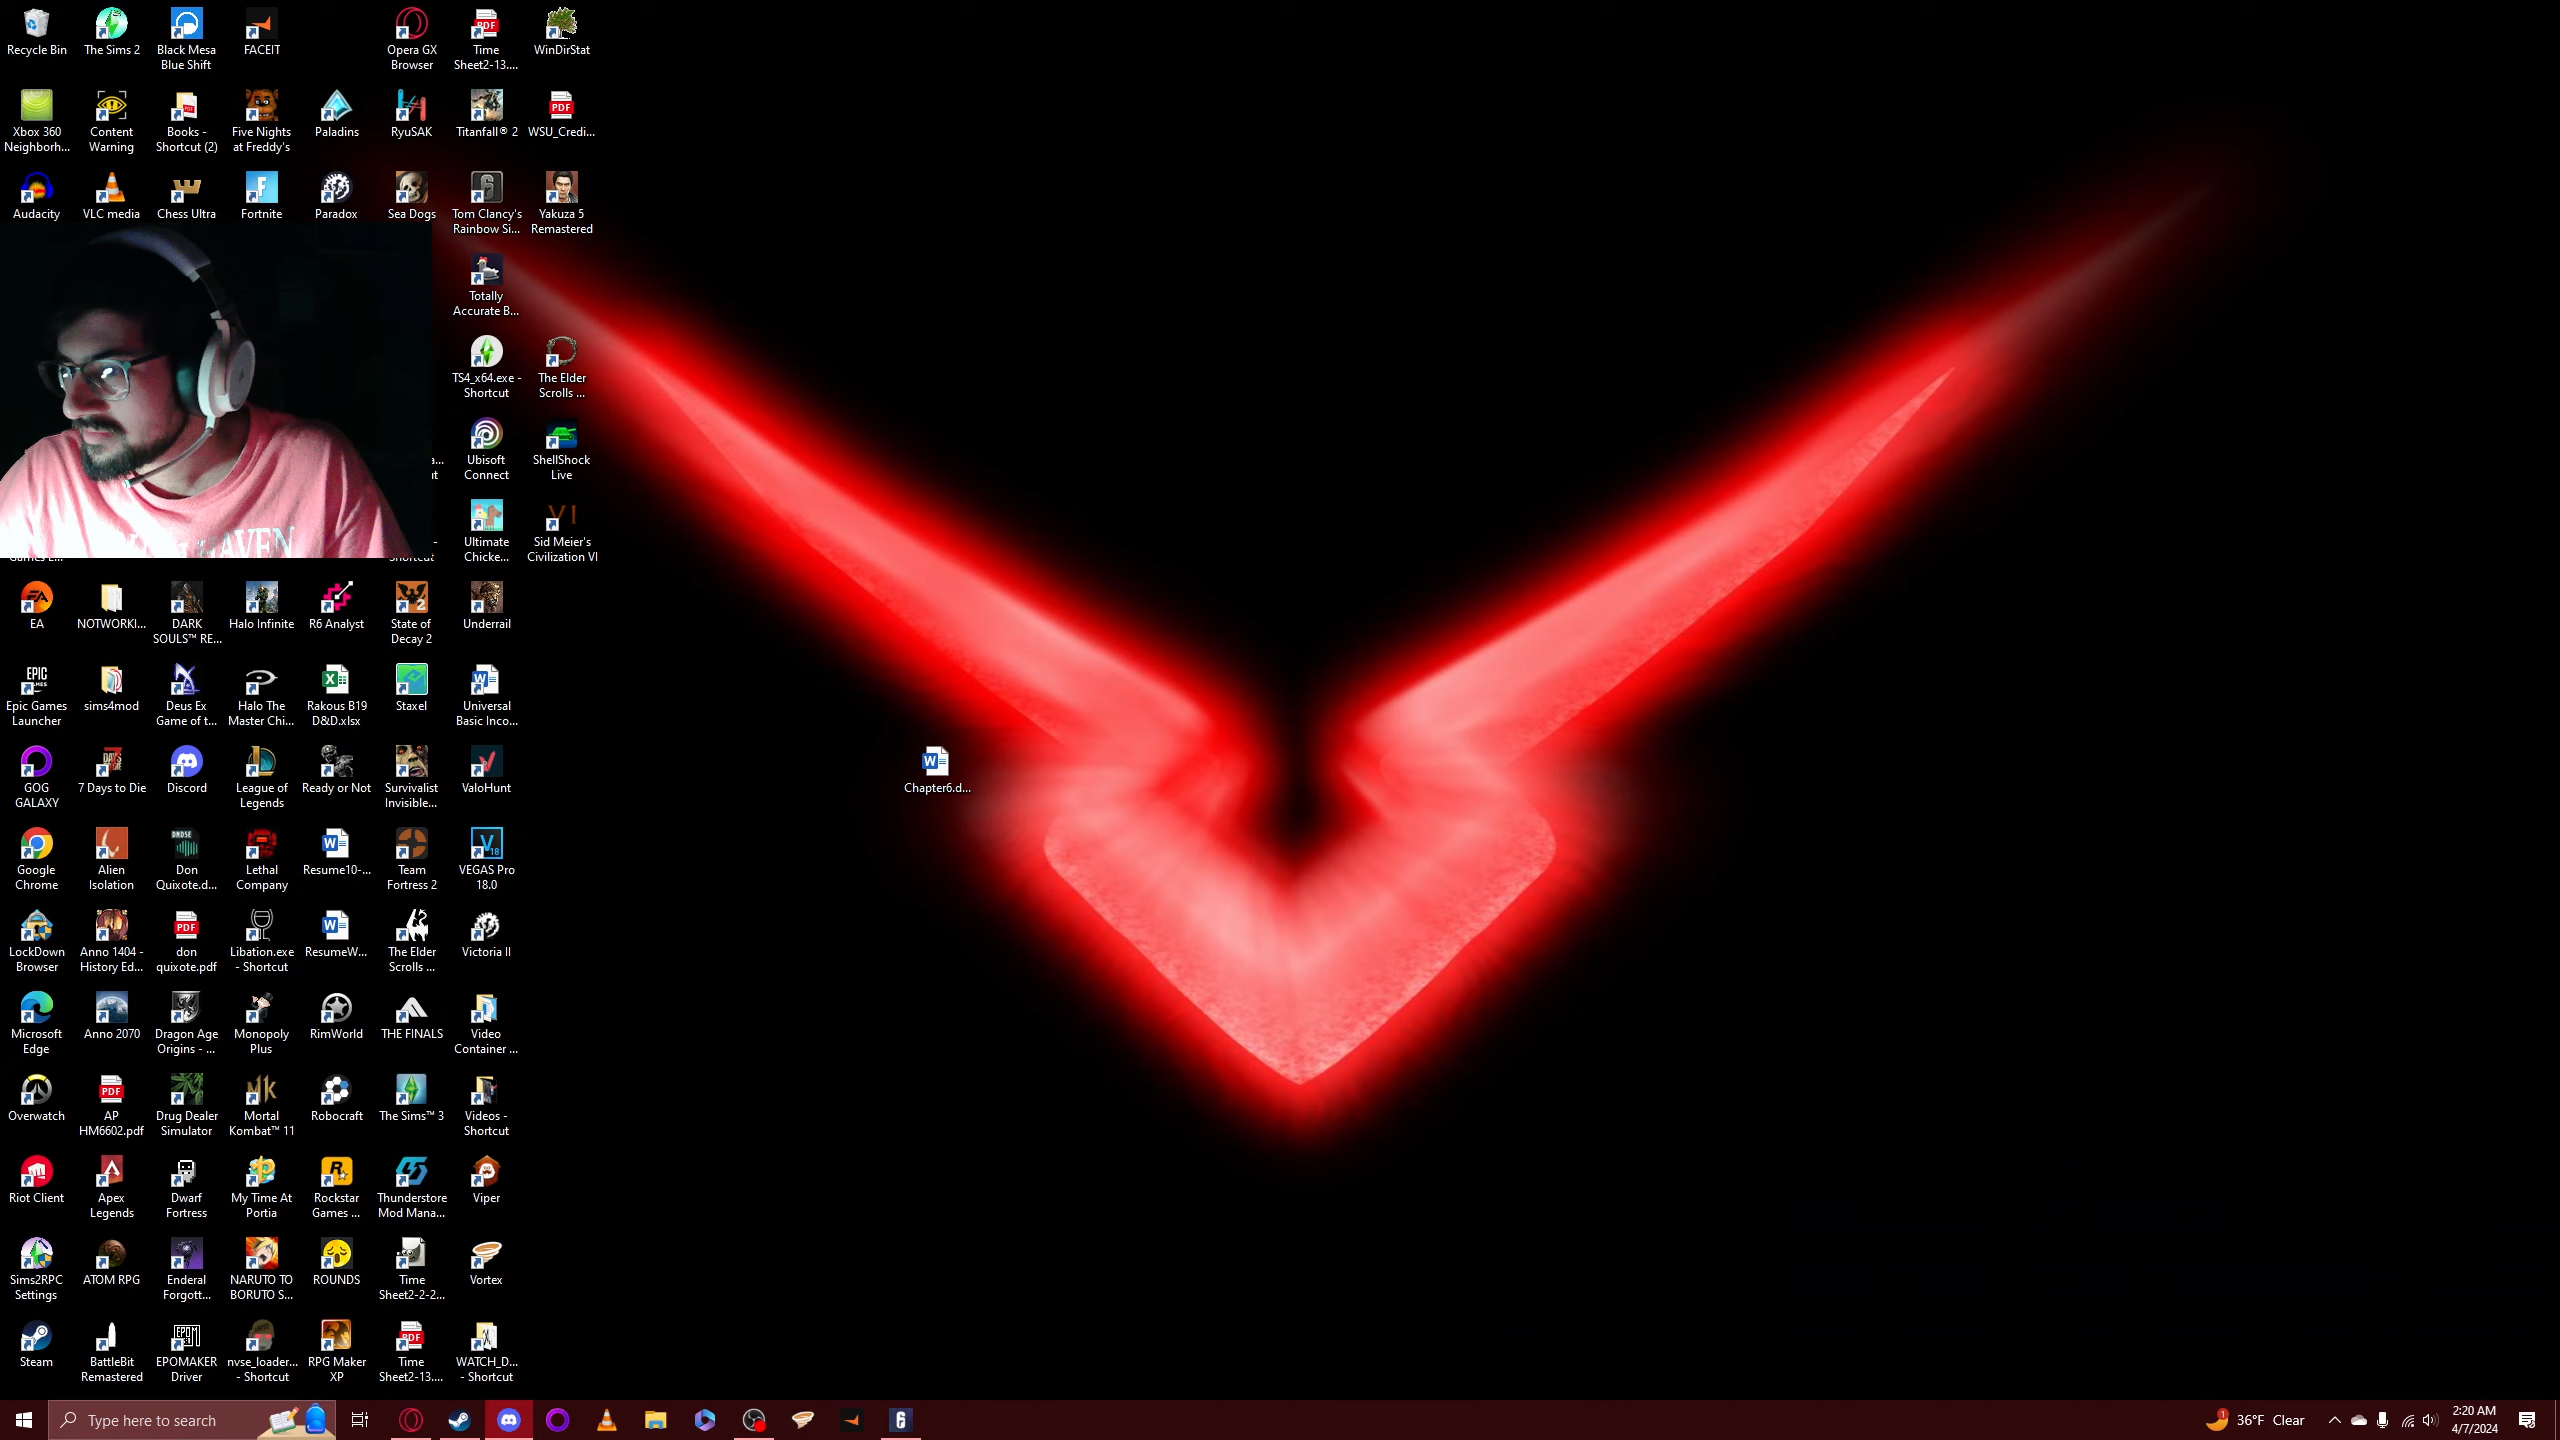 Recycle Bin
The Sims 2
Black Mesa
Blue Shift
FACEIT
Opera GX
Browser
Time
Sheet2-13....
WinDirStat
Xbox 360
Neighborh...
Content
Warning
Books -
Shortcut (2)
Five Nights
at Freddy's
Paladins
RyuSAK
Titanfall® 2
WSU_Credi...
Audacity
VLC media
Chess Ultra
Fortnite
Paradox
Sea Dogs
Tom Clancy's
Rainbow Si...
Yakuza 5
Remastered
Totally
Accurate B...
TS4_x64.exe -
Shortcut
The Elder
Scrolls ...
Ubisoft
Connect
ShellShock
Live
Ultimate
Chicke...
Sid Meier's
Civilization VI
EA
NOTWORKI...
DARK
SOULS™ RE...
Halo Infinite
R6 Analyst
State of
Decay 2
Underrail
Epic Games
Launcher
sims4mod
Deus Ex
Game of t...
Halo The
Master Chi...
Rakous B19
D&D.xlsx
Staxel
Universal
Basic Inco...
GOG
GALAXY
7 Days to Die
Discord
League of
Legends
Ready or Not
Survivalist
Invisible...
ValoHunt
Chapter6.d...
Google
Chrome
Alien
Isolation
Don
Quixote.d...
Lethal
Company
Resume10-...
Team
Fortress 2
VEGAS Pro
18.0
LockDown
Browser
Anno 1404 -
History Ed...
don
quixote.pdf
Libation.exe
- Shortcut
ResumeW...
The Elder
Scrolls ...
Victoria II
Microsoft
Edge
Anno 2070
Dragon Age
Origins - ...
Monopoly
Plus
RimWorld
THE FINALS
Video
Container ...
Overwatch
AP
HM6602.pdf
Drug Dealer
Simulator
Mortal
Kombat™ 11
Robocraft
The Sims™ 3
Videos -
Shortcut
Riot Client
Apex
Legends
Dwarf
Fortress
My Time At
Portia
Rockstar
Games ...
Thunderstore
Mod Mana...
Viper
Sims2RPC
Settings
ATOM RPG
Enderal
Forgott...
NARUTO TO
BORUTO S...
ROUNDS
Time
Sheet2-2-2...
Vortex
Steam
BattleBit
Remastered
EPOMAKER
Driver
nvse_loader...
- Shortcut
RPG Maker
XP
Time
Sheet2-13....
WATCH_D...
- Shortcut
Type here to search
36°F Clear
2:20 AM
4/7/2024